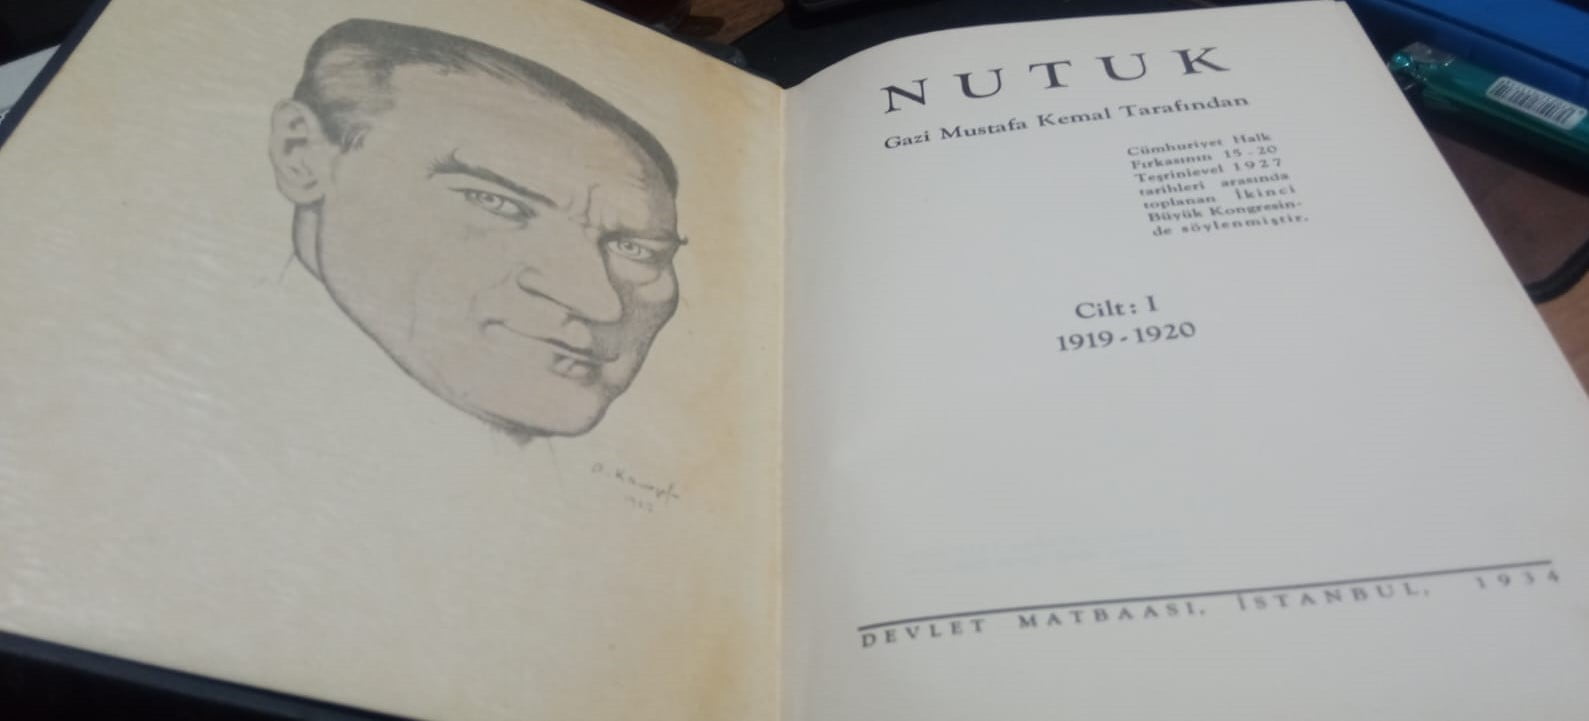 NUTUK
Gazi Mustafa Kemal Tarafından
Cümhuriyet Halk
Fırkasının 15-20
Teşrinievel 1927
tarihleri arasında
toplanan İkinci
Büyük Kongresin-
de söylenmiştir.
Cilt: I
1919-1920
DEVLET MATBAASI, İSTANBUL, 1934